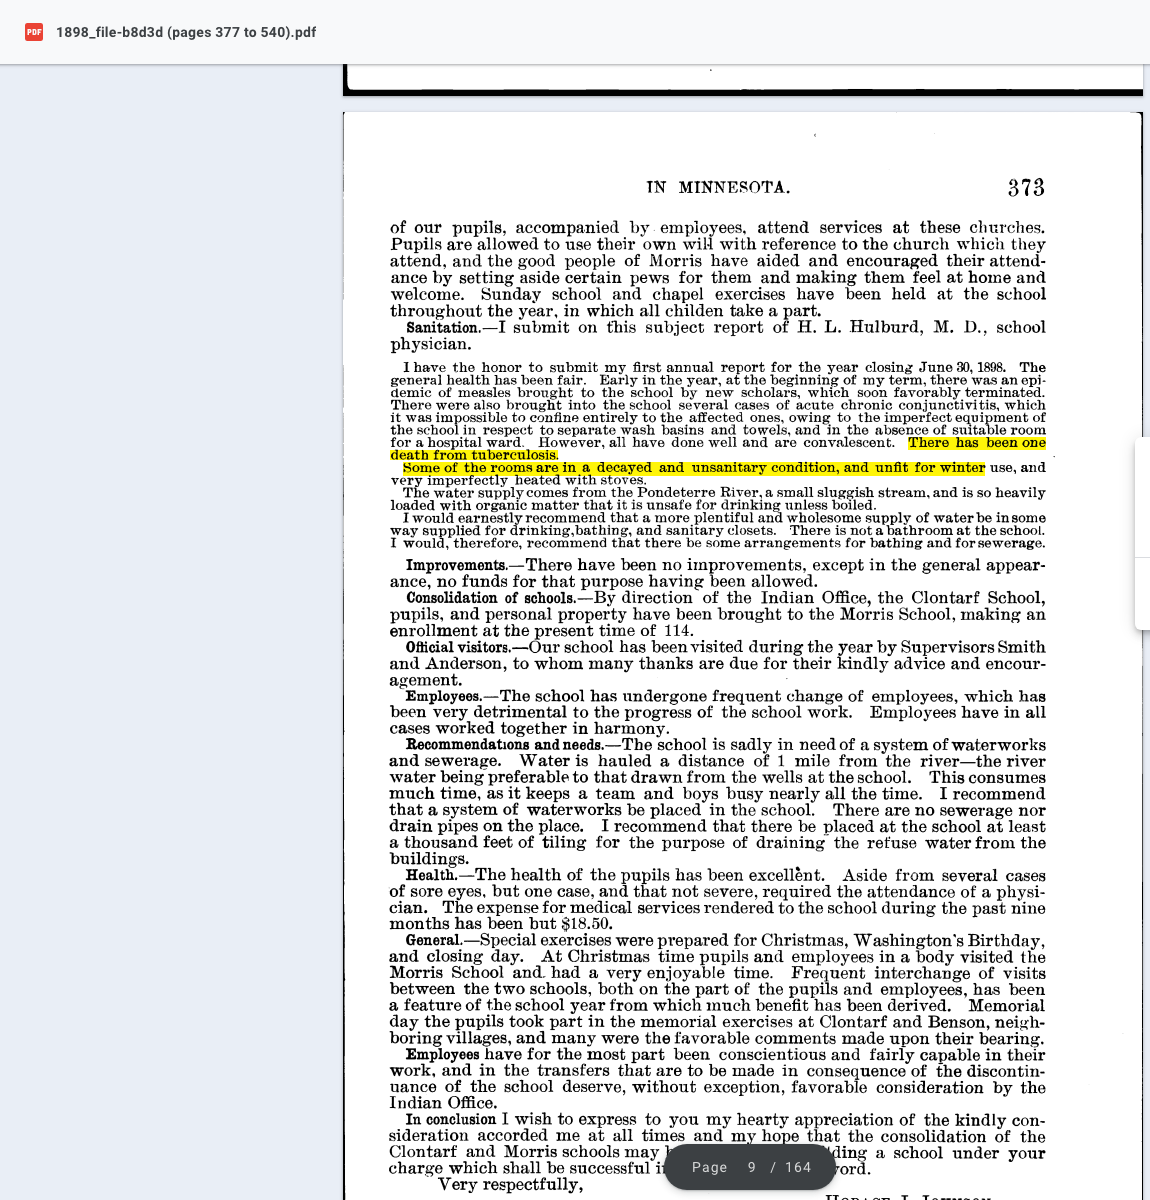 1898_file-b8d3d (pages 377 to 540).pdf
IN MINNESOTA. 373
of our pupils, accompanied by employees, attend services at these churches.
Pupils are allowed to use their own will with reference to the church which they
attend, and the good people of Morris have aided and encouraged their attend-
ance by setting aside certain pews for them and making them feel at home and
welcome. Sunday school and chapel exercises have been held at the school
throughout the year, in which all childen take a part.
Sanitation.—I submit on this subject report of H. L. Hulburd, M. D., school
physician.
I have the honor to submit my first annual report for the year closing June 30, 1898. The
general health has been fair. Early in the year, at the beginning of my term, there was an epi-
demic of measles brought to the school by new scholars, which soon favorably terminated.
There were also brought into the school several cases of acute chronic conjunctivitis, which
it was impossible to confine entirely to the affected ones, owing to the imperfect equipment of
the school in respect to separate wash basins and towels, and in the absence of suitable room
for a hospital ward. However, all have done well and are convalescent. There has been one
death from tuberculosis.
Some of the rooms are in a decayed and unsanitary condition, and unfit for winter use, and
very imperfectly heated with stoves.
The water supply comes from the Pondeterre River, a small sluggish stream, and is so heavily
loaded with organic matter that it is unsafe for drinking unless boiled.
I would earnestly recommend that a more plentiful and wholesome supply of water be in some
way supplied for drinking, bathing, and sanitary closets. There is not a bathroom at the school.
I would, therefore, recommend that there be some arrangements for bathing and for sewerage.
Improvements.—There have been no improvements, except in the general appear-
ance, no funds for that purpose having been allowed.
Consolidation of schools.—By direction of the Indian Office, the Clontarf School,
pupils, and personal property have been brought to the Morris School, making an
enrollment at the present time of 114.
Official visitors.—Our school has been visited during the year by Supervisors Smith
and Anderson, to whom many thanks are due for their kindly advice and encour-
agement.
Employees.—The school has undergone frequent change of employees, which has
been very detrimental to the progress of the school work. Employees have in all
cases worked together in harmony.
Recommendations and needs.—The school is sadly in need of a system of waterworks
and sewerage. Water is hauled a distance of 1 mile from the river—the river
water being preferable to that drawn from the wells at the school. This consumes
much time, as it keeps a team and boys busy nearly all the time. I recommend
that a system of waterworks be placed in the school. There are no sewerage nor
drain pipes on the place. I recommend that there be placed at the school at least
a thousand feet of tiling for the purpose of draining the refuse water from the
buildings.
Health.—The health of the pupils has been excellent. Aside from several cases
of sore eyes, but one case, and that not severe, required the attendance of a physi-
cian. The expense for medical services rendered to the school during the past nine
months has been but $18.50.
General.—Special exercises were prepared for Christmas, Washington's Birthday,
and closing day. At Christmas time pupils and employees in a body visited the
Morris School and had a very enjoyable time. Frequent interchange of visits
between the two schools, both on the part of the pupils and employees, has been
a feature of the school year from which much benefit has been derived. Memorial
day the pupils took part in the memorial exercises at Clontarf and Benson, neigh-
boring villages, and many were the favorable comments made upon their bearing.
Employees have for the most part been conscientious and fairly capable in their
work, and in the transfers that are to be made in consequence of the discontin-
uance of the school deserve, without exception, favorable consideration by the
Indian Office.
In conclusion I wish to express to you my hearty appreciation of the kindly con-
sideration accorded me at all times and my hope that the consolidation of the
Clontarf and Morris schools may a school under your
charge which shall be successful
Very respectfully,
Page 9 / 164